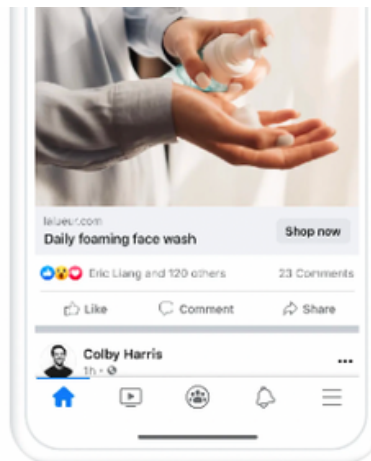 lalueur.com
Daily foaming face wash
Shop now
Eric Liang and 120 others
23 Comments
Like
Comment
Share
Colby Harris
1h